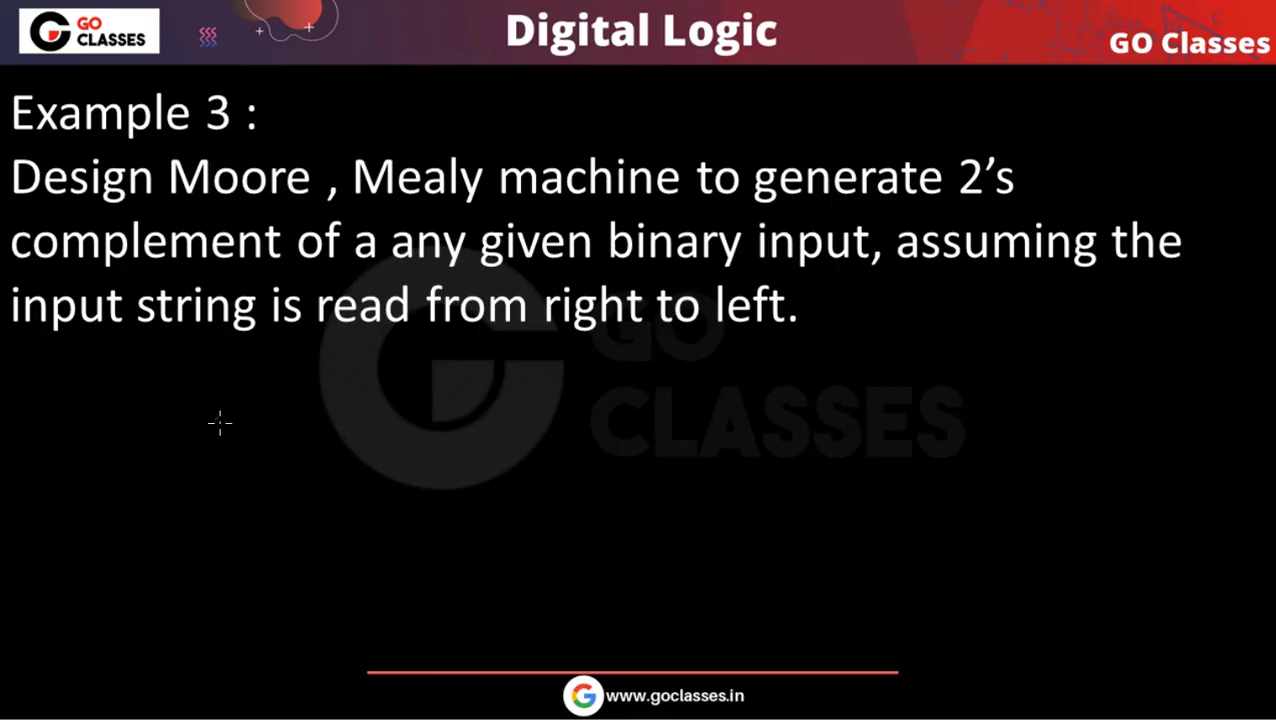 GO
CLASSES
Digital Logic
GO Classes
Example 3 :
Design Moore , Mealy machine to generate 2’s
complement of a any given binary input, assuming the
input string is read from right to left.
GO
CLASSES
www.goclasses.in